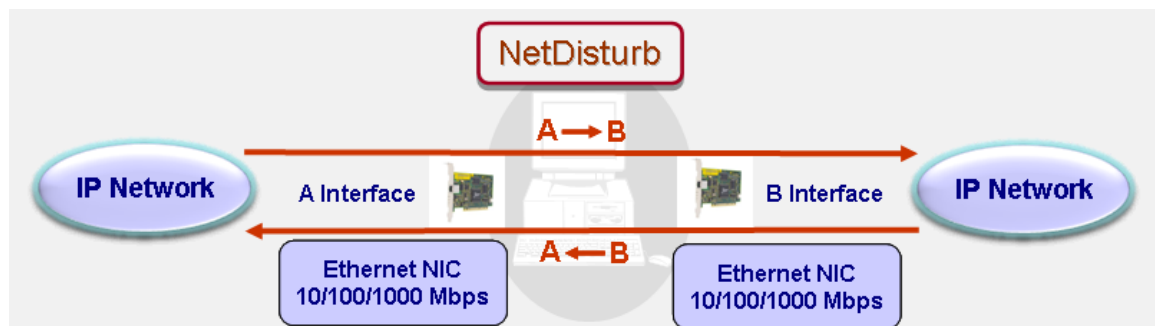 NetDisturb
A → B
IP Network
A Interface
B Interface
IP Network
A ← B
Ethernet NIC
10/100/1000 Mbps
Ethernet NIC
10/100/1000 Mbps